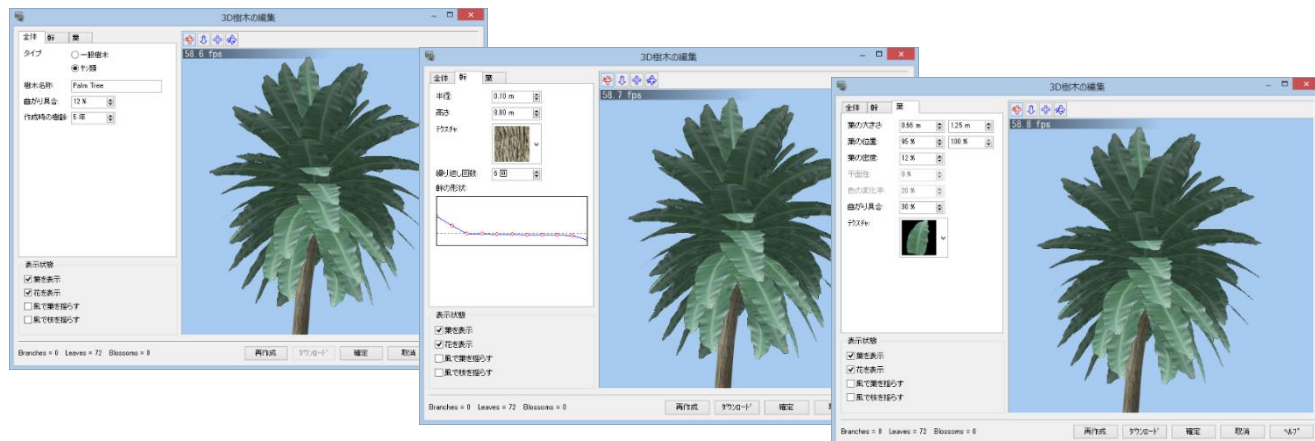 3D樹木の編集
全体 幹 葉
58.6 fps
タイプ ○一般樹木
ヤシ類
樹木名称: Palm Tree
曲がり具合: 12 %
作成時の樹齢: 5 年
表示状態
葉を表示
花を表示
風で葉を揺らす
風で枝を揺らす
Branches = 0 Leaves = 72 Blossoms = 0
再作成 ダウンロード 確定 取消
3D樹木の編集
全体 幹 葉
58.7 fps
半径: 0.10 m
高さ: 9.80 m
テクスチャ:
繰り返し回数: 6 回
幹の形状:
表示状態
葉を表示
花を表示
風で葉を揺らす
風で枝を揺らす
Branches = 0 Leaves = 72 Blossoms = 0
再作成 ダウンロード 確定
3D樹木の編集
全体 幹 葉
58.8 fps
葉の大きさ: 0.66 m 1.25 m
葉の位置: 95 % 100 %
葉の密度: 12 %
平面性: 0 %
色の変化率: 20 %
曲がり具合: 30 %
テクスチャ:
表示状態
葉を表示
花を表示
風で葉を揺らす
風で枝を揺らす
Branches = 0 Leaves = 72 Blossoms = 0
再作成 ダウンロード 確定 取消 ヘルプ